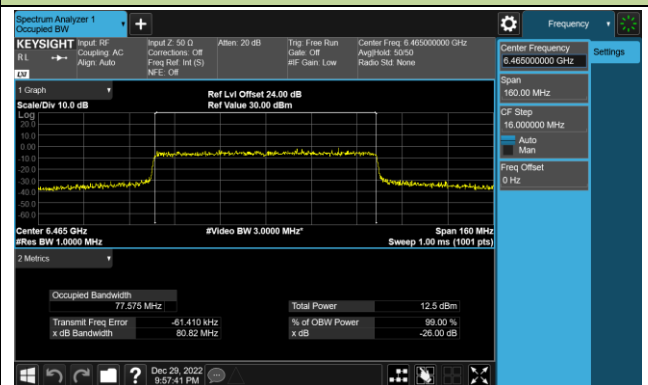 Spectrum Analyzer 1
Occupied BW
+
Frequency
KEYSIGHT
R L
LXI
Input: RF
Coupling: AC
Align: Auto
Input Z: 50 Ω
Corrections: Off
Freq Ref: Int (S)
NFE: Off
Atten: 20 dB
Trig: Free Run
Gate: Off
#IF Gain: Low
Center Freq: 6.465000000 GHz
Avg|Hold: 50/50
Radio Std: None
Center Frequency
6.465000000 GHz
Settings
Span
160.00 MHz
CF Step
16.000000 MHz
Auto
Man
Freq Offset
0 Hz
1 Graph
Scale/Div 10.0 dB
Ref Lvl Offset 24.00 dB
Ref Value 30.00 dBm
Log
20.0
10.0
0.00
-10.0
-20.0
-30.0
-40.0
-50.0
-60.0
Center 6.465 GHz
#Video BW 3.0000 MHz*
Span 160 MHz
#Res BW 1.0000 MHz
Sweep 1.00 ms (1001 pts)
2 Metrics
Occupied Bandwidth
77.575 MHz
Total Power
12.5 dBm
Transmit Freq Error
-61.410 kHz
% of OBW Power
99.00 %
x dB Bandwidth
80.82 MHz
x dB
-26.00 dB
?
Dec 29, 2022
9:57:41 PM